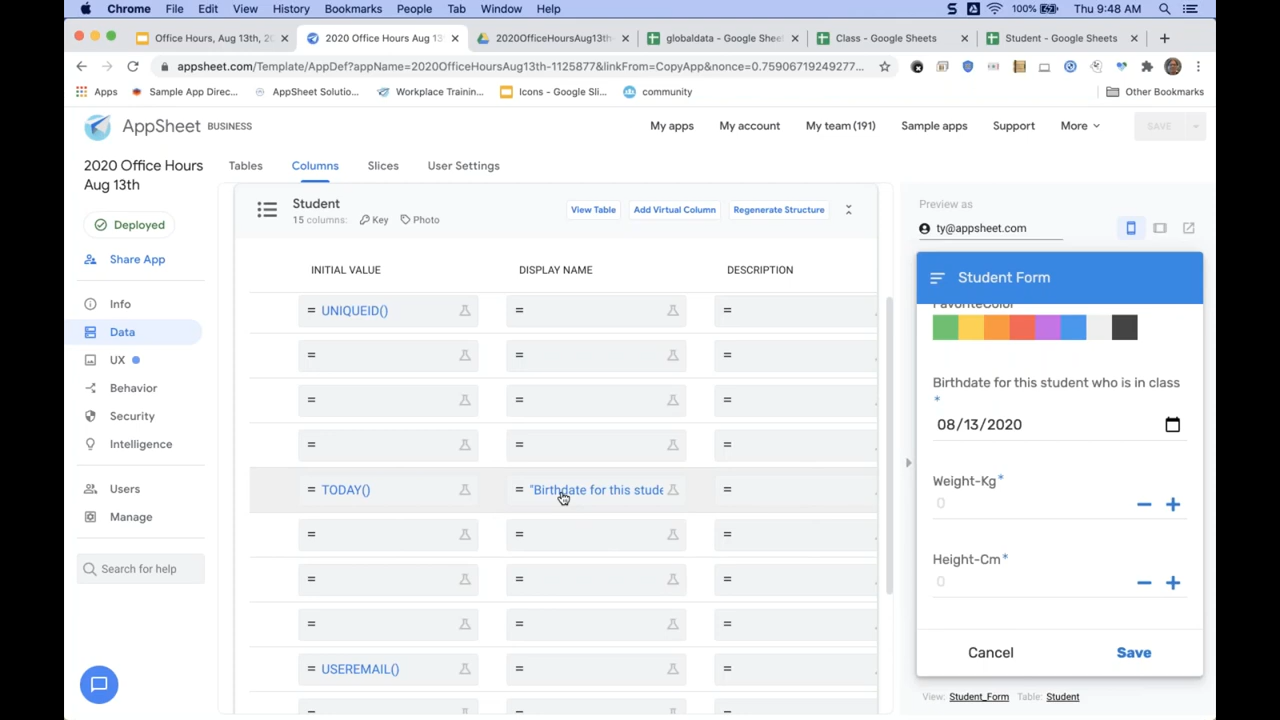 Chrome File Edit View History Bookmarks People Tab Window Help S 100% Thu 9:48 AM
Office Hours, Aug 13th, 2 2020 Office Hours Aug 13 2020OfficeHoursAug13th globaldata - Google Shee Class - Google Sheets Student - Google Sheets
appsheet.com/Template/AppDef?appName=2020OfficeHoursAug13th-1125877&linkFrom=CopyApp&nonce=0.75906719249277...
Apps Sample App Direc... AppSheet Solutio... Workplace Trainin... Icons - Google Sli... community Other Bookmarks
AppSheet BUSINESS My apps My account My team (191) Sample apps Support More SAVE
2020 Office Hours
Aug 13th
Tables Columns Slices User Settings
Deployed
Share App
Info
Data
UX
Behavior
Security
Intelligence
Users
Manage
Search for help
Student
15 columns: Key Photo
View Table Add Virtual Column Regenerate Structure
INITIAL VALUE DISPLAY NAME DESCRIPTION
= UNIQUEID() = =
= = =
= = =
= = =
= TODAY() = "Birthdate for this stude =
= = =
= = =
= = =
= USEREMAIL() = =
= = =
Preview as
ty@appsheet.com
Student Form
FavoriteColor
Birthdate for this student who is in class
*
08/13/2020
Weight-Kg*
0
Height-Cm*
0
Cancel Save
View: Student_Form Table: Student